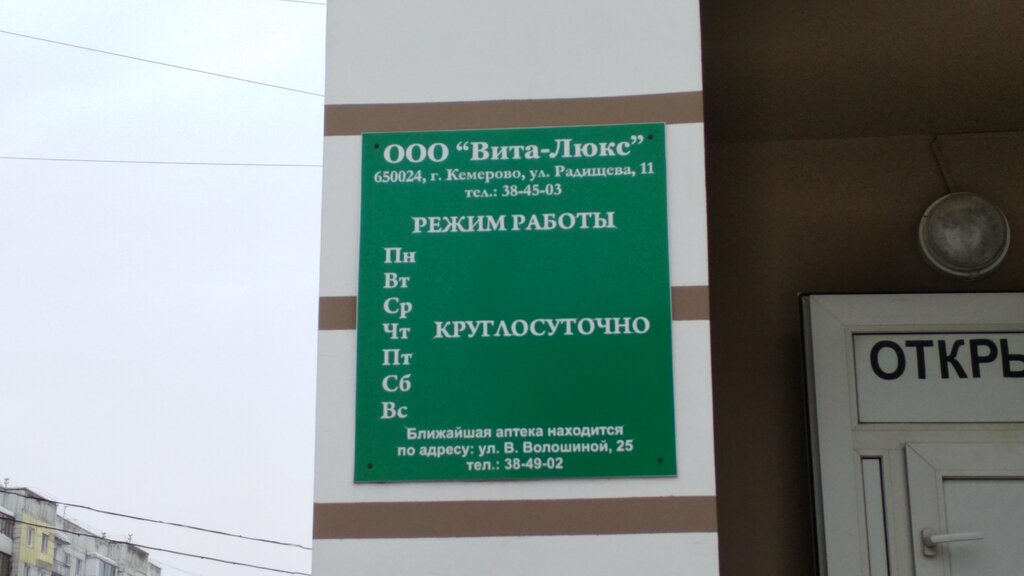 ООО "Вита-Люкс"
650024, г. Кемерово, ул. Радищева, 11
тел.: 38-45-03
РЕЖИМ РАБОТЫ
Пн
Вт
Ср
Чт КРУГЛОСУТОЧНО
Пт
Сб
Вс
Ближайшая аптека находится
по адресу: ул. В. Волошиной, 25
тел.: 38-49-02
ОТКРЫ